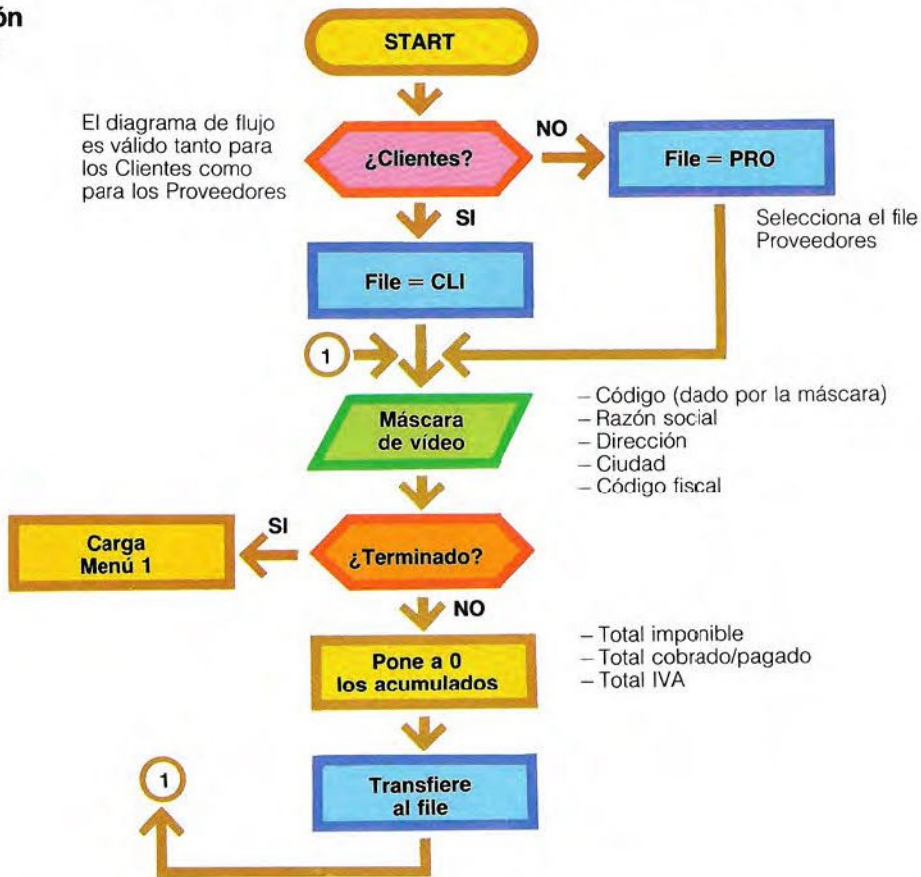 ón
START
El diagrama de flujo
es válido tanto para
los Clientes como
para los Proveedores
¿Clientes?
NO
File = PRO
SI
Selecciona el file
Proveedores
File = CLI
1
Máscara
de vídeo
– Código (dado por la máscara)
– Razón social
– Dirección
– Ciudad
– Código fiscal
SI
Carga
Menú 1
¿Terminado?
NO
Pone a 0
los acumulados
– Total imponible
– Total cobrado/pagado
– Total IVA
1
Transfiere
al file